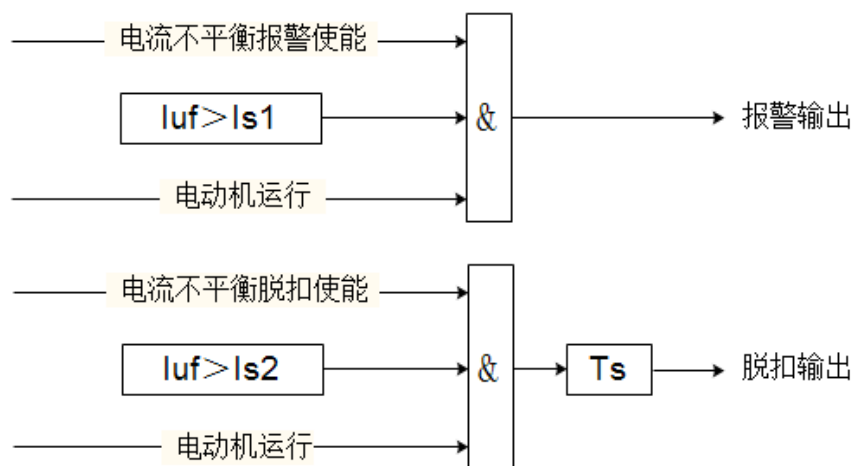 电流不平衡报警使能
Iuf＞Is1
&
报警输出
电动机运行
电流不平衡脱扣使能
Iuf＞Is2
&
Ts
脱扣输出
电动机运行